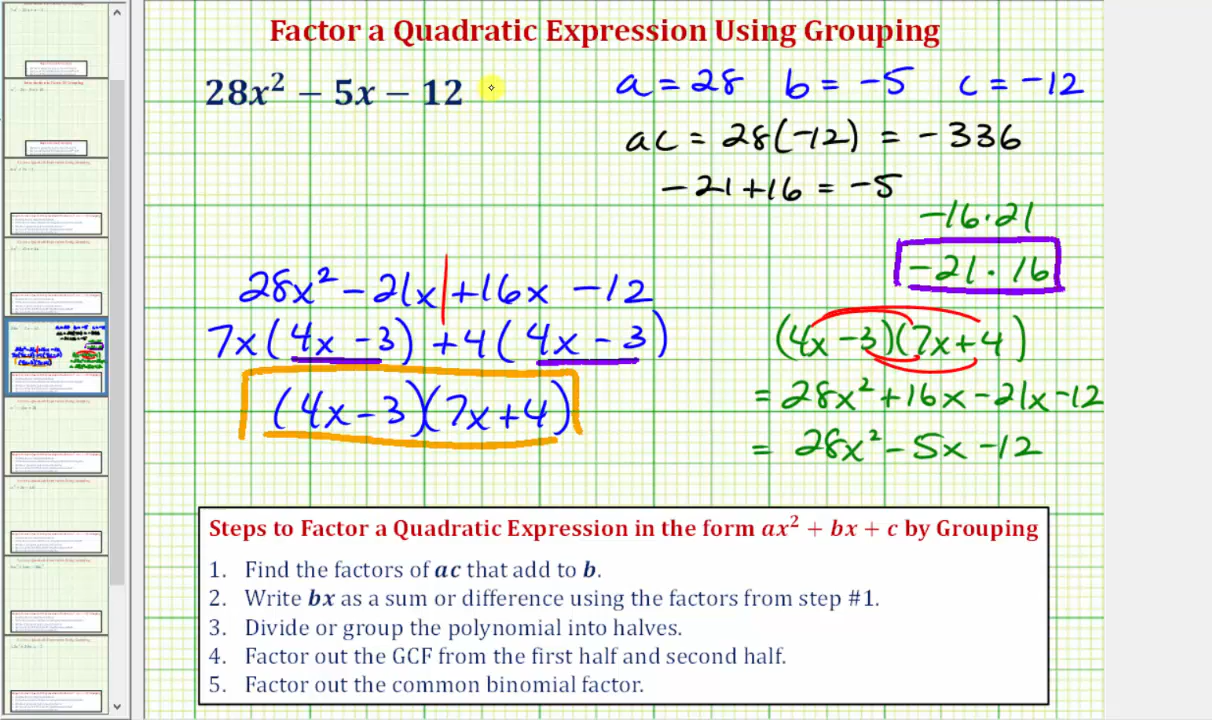 Factor a Quadratic Expression Using Grouping
28x² − 5x − 12
a = 28 b = −5 c = −12
ac = 28(−12) = −336
−21 + 16 = −5
−16 · 21
−21 · 16
28x² − 21x | + 16x − 12
7x(4x − 3) + 4(4x − 3)
(4x − 3)(7x + 4)
(4x − 3)(7x + 4)
= 28x² + 16x − 21x − 12
= 28x² − 5x − 12
Steps to Factor a Quadratic Expression in the form ax² + bx + c by Grouping
1. Find the factors of ac that add to b.
2. Write bx as a sum or difference using the factors from step #1.
3. Divide or group the polynomial into halves.
4. Factor out the GCF from the first half and second half.
5. Factor out the common binomial factor.